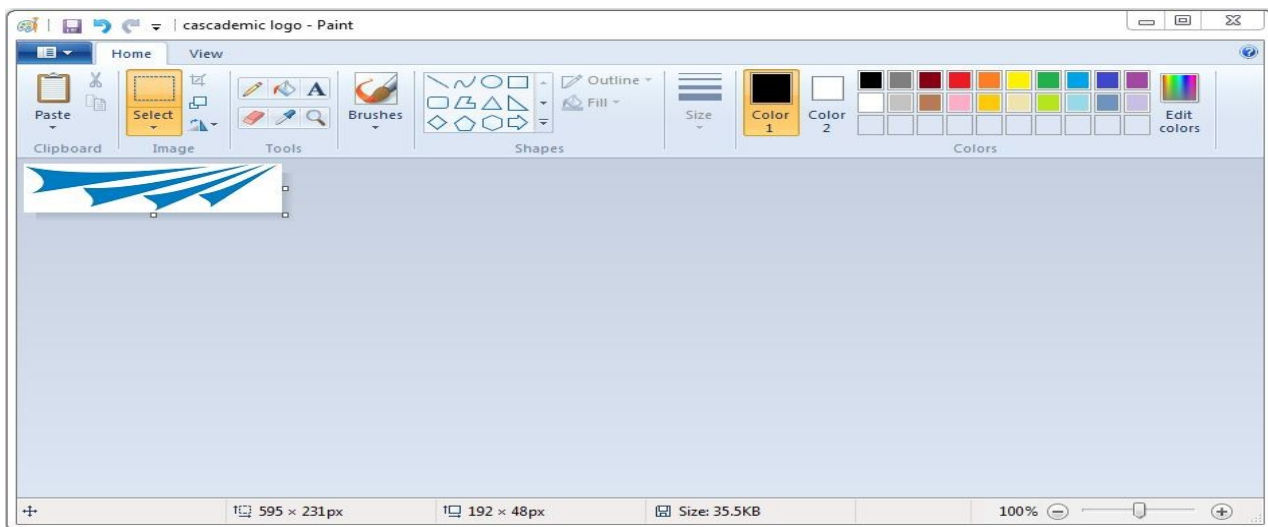 cascademic logo - Paint
Home View
Paste Select Brushes Outline Fill Size Color 1 Color 2 Edit colors
A
Clipboard Image Tools Shapes Colors
595 × 231px 192 × 48px Size: 35.5KB 100%